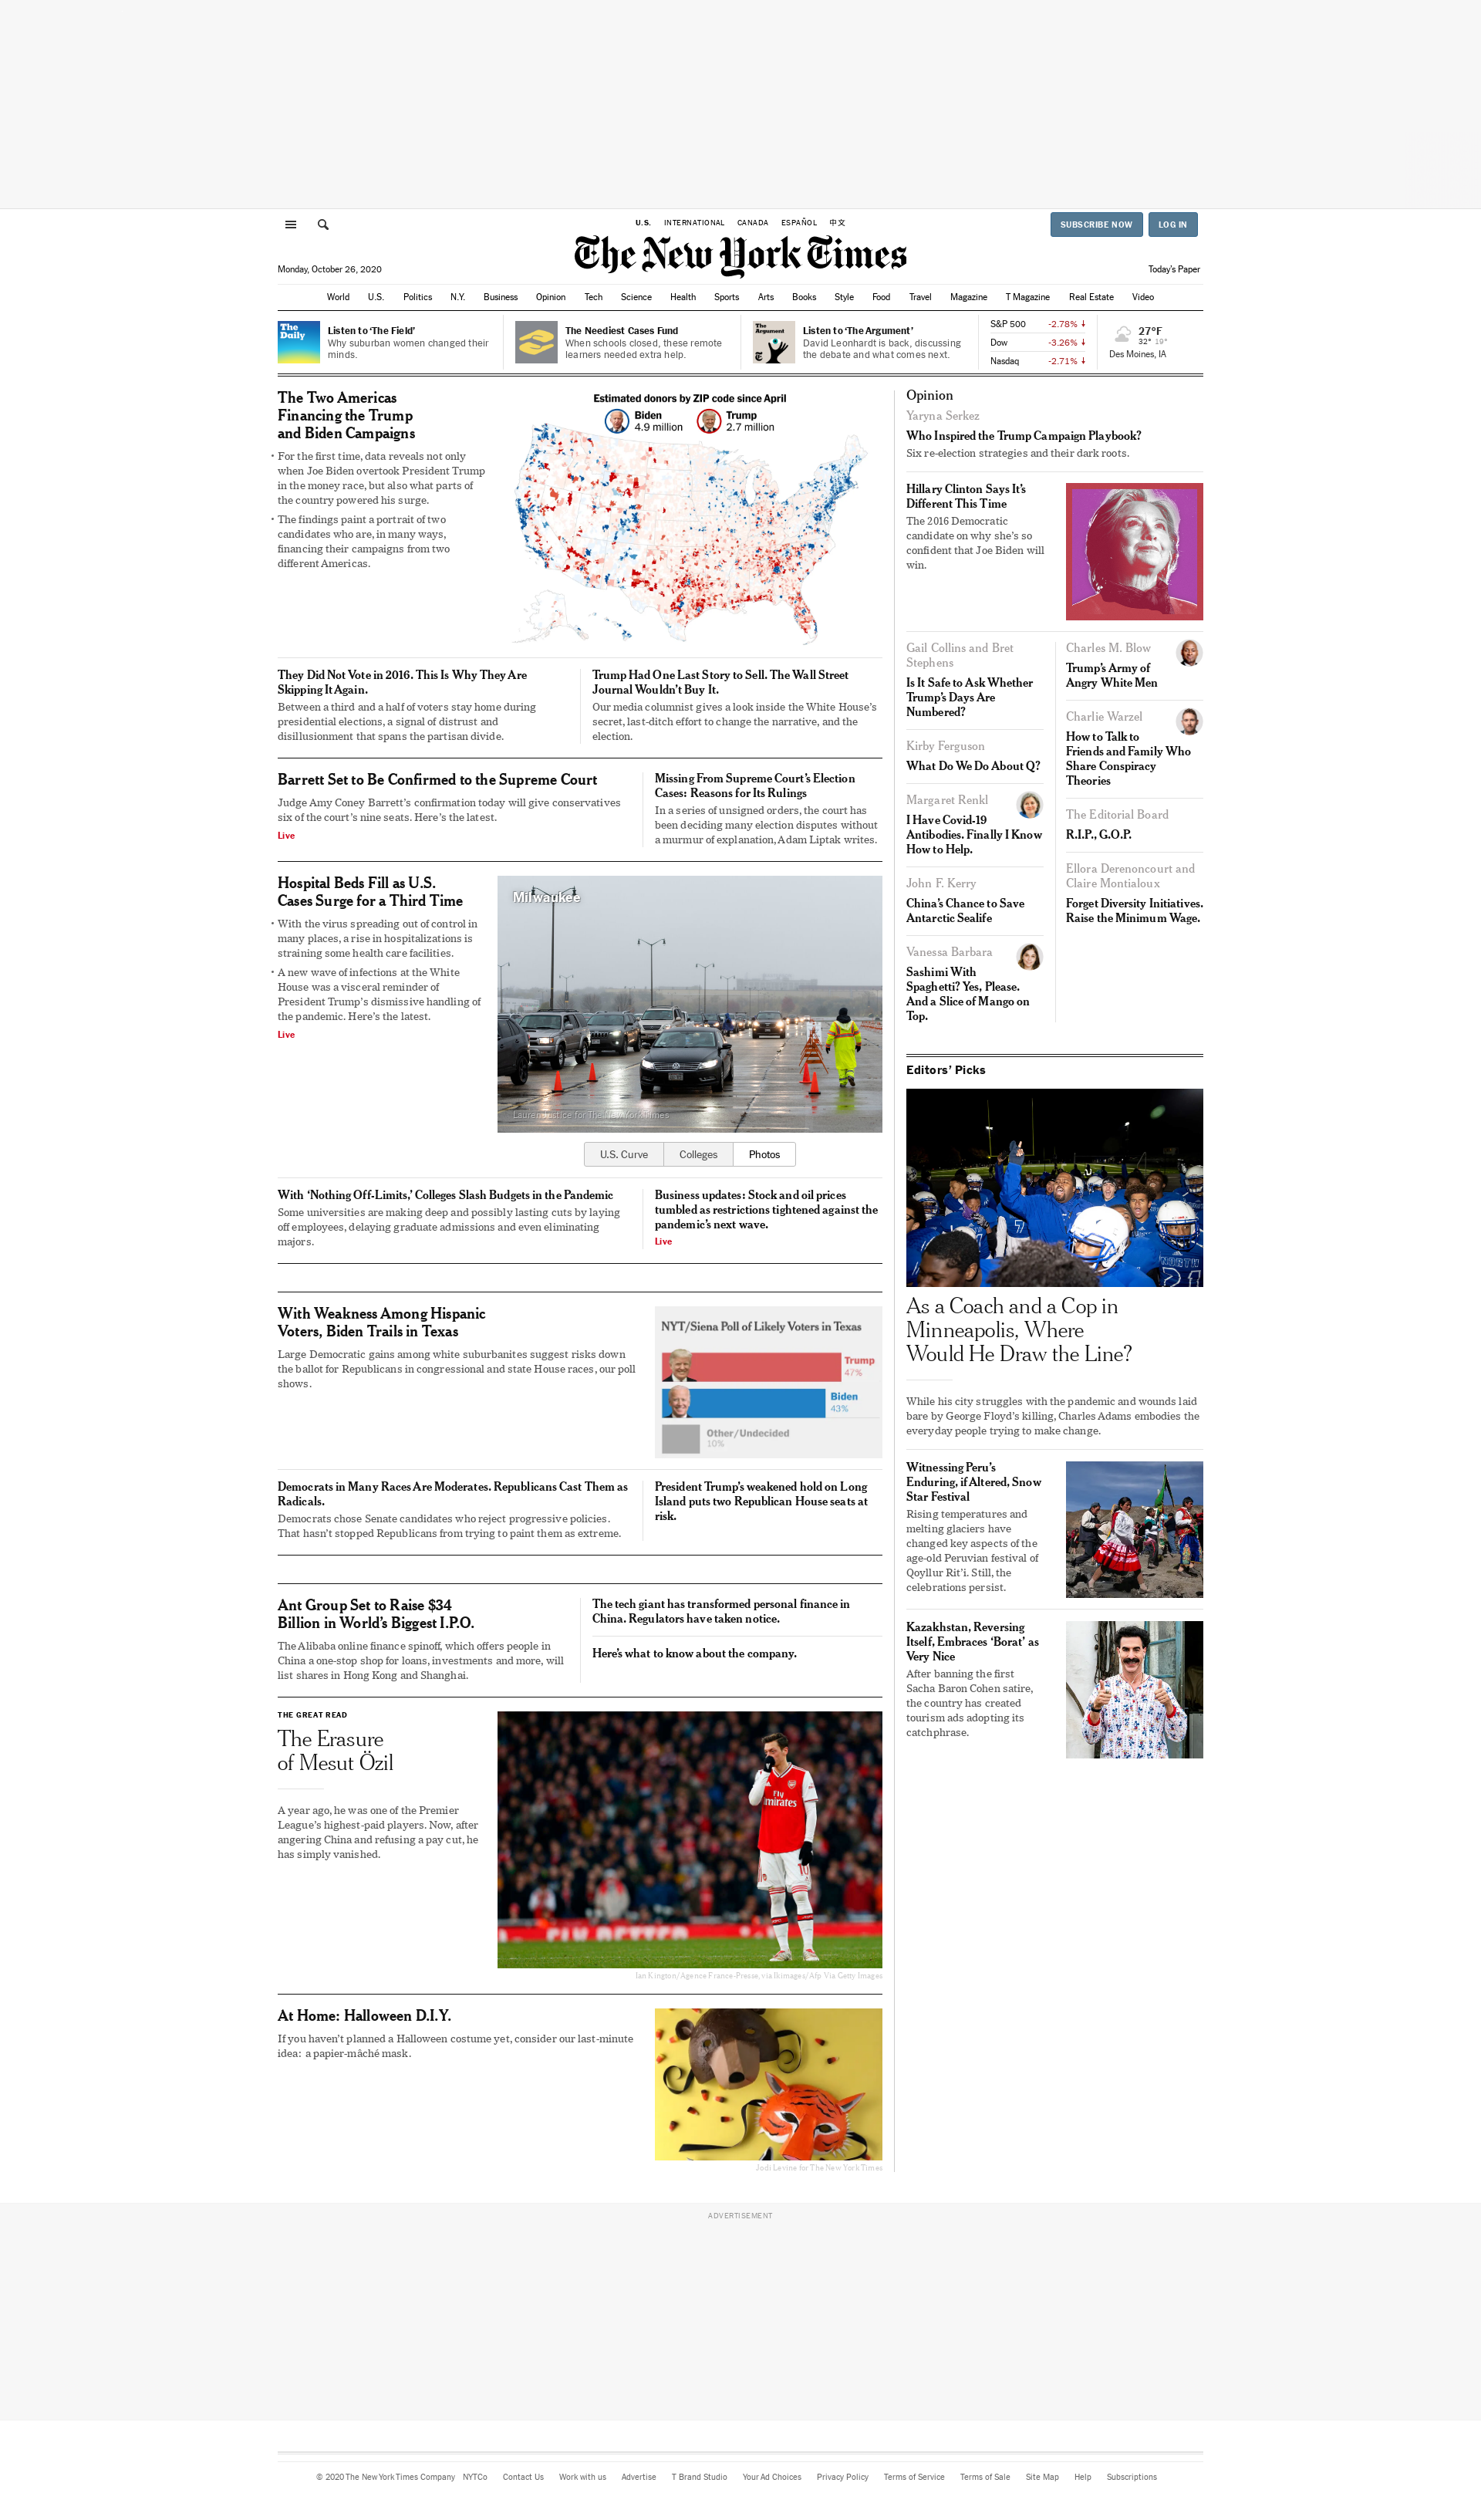 U.S. INTERNATIONAL CANADA ESPAÑOL 中文
SUBSCRIBE NOW LOG IN
The New York Times
Monday, October 26, 2020
Today's Paper
World U.S. Politics N.Y. Business Opinion Tech Science Health Sports Arts Books Style Food Travel Magazine T Magazine Real Estate Video
The
Daily
Listen to ‘The Field’
Why suburban women changed their
minds.
The Neediest Cases Fund
When schools closed, these remote
learners needed extra help.
The
Argument
Listen to ‘The Argument’
David Leonhardt is back, discussing
the debate and what comes next.
S&P 500 -2.78% ↓
Dow -3.26% ↓
Nasdaq -2.71% ↓
27°F
32° 19°
Des Moines, IA
The Two Americas
Financing the Trump
and Biden Campaigns
• For the first time, data reveals not only
when Joe Biden overtook President Trump
in the money race, but also what parts of
the country powered his surge.
• The findings paint a portrait of two
candidates who are, in many ways,
financing their campaigns from two
different Americas.
Estimated donors by ZIP code since April
Biden
4.9 million
Trump
2.7 million
They Did Not Vote in 2016. This Is Why They Are
Skipping It Again.
Between a third and a half of voters stay home during
presidential elections, a signal of distrust and
disillusionment that spans the partisan divide.
Trump Had One Last Story to Sell. The Wall Street
Journal Wouldn’t Buy It.
Our media columnist gives a look inside the White House’s
secret, last-ditch effort to change the narrative, and the
election.
Barrett Set to Be Confirmed to the Supreme Court
Judge Amy Coney Barrett’s confirmation today will give conservatives
six of the court’s nine seats. Here’s the latest.
Live
Missing From Supreme Court’s Election
Cases: Reasons for Its Rulings
In a series of unsigned orders, the court has
been deciding many election disputes without
a murmur of explanation, Adam Liptak writes.
Hospital Beds Fill as U.S.
Cases Surge for a Third Time
• With the virus spreading out of control in
many places, a rise in hospitalizations is
straining some health care facilities.
• A new wave of infections at the White
House was a visceral reminder of
President Trump’s dismissive handling of
the pandemic. Here’s the latest.
Live
Milwaukee
Lauren Justice for The New York Times
U.S. Curve Colleges Photos
With ‘Nothing Off-Limits,’ Colleges Slash Budgets in the Pandemic
Some universities are making deep and possibly lasting cuts by laying
off employees, delaying graduate admissions and even eliminating
majors.
Business updates: Stock and oil prices
tumbled as restrictions tightened against the
pandemic’s next wave.
Live
With Weakness Among Hispanic
Voters, Biden Trails in Texas
Large Democratic gains among white suburbanites suggest risks down
the ballot for Republicans in congressional and state House races, our poll
shows.
NYT/Siena Poll of Likely Voters in Texas
Trump
47%
Biden
43%
Other/Undecided
10%
Democrats in Many Races Are Moderates. Republicans Cast Them as
Radicals.
Democrats chose Senate candidates who reject progressive policies.
That hasn’t stopped Republicans from trying to paint them as extreme.
President Trump’s weakened hold on Long
Island puts two Republican House seats at
risk.
Ant Group Set to Raise $34
Billion in World’s Biggest I.P.O.
The Alibaba online finance spinoff, which offers people in
China a one-stop shop for loans, investments and more, will
list shares in Hong Kong and Shanghai.
The tech giant has transformed personal finance in
China. Regulators have taken notice.
Here’s what to know about the company.
THE GREAT READ
The Erasure
of Mesut Özil
A year ago, he was one of the Premier
League’s highest-paid players. Now, after
angering China and refusing a pay cut, he
has simply vanished.
Fly
Emirates
10
Ian Kington/Agence France-Presse, via Ikimages/Afp Via Getty Images
At Home: Halloween D.I.Y.
If you haven’t planned a Halloween costume yet, consider our last-minute
idea: a papier-mâché mask.
Jodi Levine for The New York Times
Opinion
Yaryna Serkez
Who Inspired the Trump Campaign Playbook?
Six re-election strategies and their dark roots.
Hillary Clinton Says It’s
Different This Time
The 2016 Democratic
candidate on why she’s so
confident that Joe Biden will
win.
Gail Collins and Bret
Stephens
Is It Safe to Ask Whether
Trump’s Days Are
Numbered?
Kirby Ferguson
What Do We Do About Q?
Margaret Renkl
I Have Covid-19
Antibodies. Finally I Know
How to Help.
John F. Kerry
China’s Chance to Save
Antarctic Sealife
Vanessa Barbara
Sashimi With
Spaghetti? Yes, Please.
And a Slice of Mango on
Top.
Charles M. Blow
Trump’s Army of
Angry White Men
Charlie Warzel
How to Talk to
Friends and Family Who
Share Conspiracy
Theories
The Editorial Board
R.I.P., G.O.P.
Ellora Derenoncourt and
Claire Montialoux
Forget Diversity Initiatives.
Raise the Minimum Wage.
Editors’ Picks
7
NORTH
21
As a Coach and a Cop in
Minneapolis, Where
Would He Draw the Line?
While his city struggles with the pandemic and wounds laid
bare by George Floyd’s killing, Charles Adams embodies the
everyday people trying to make change.
Witnessing Peru’s
Enduring, if Altered, Snow
Star Festival
Rising temperatures and
melting glaciers have
changed key aspects of the
age-old Peruvian festival of
Qoyllur Rit’i. Still, the
celebrations persist.
Kazakhstan, Reversing
Itself, Embraces ‘Borat’ as
Very Nice
After banning the first
Sacha Baron Cohen satire,
the country has created
tourism ads adopting its
catchphrase.
ADVERTISEMENT
© 2020 The New York Times Company NYTCo Contact Us Work with us Advertise T Brand Studio Your Ad Choices Privacy Policy Terms of Service Terms of Sale Site Map Help Subscriptions